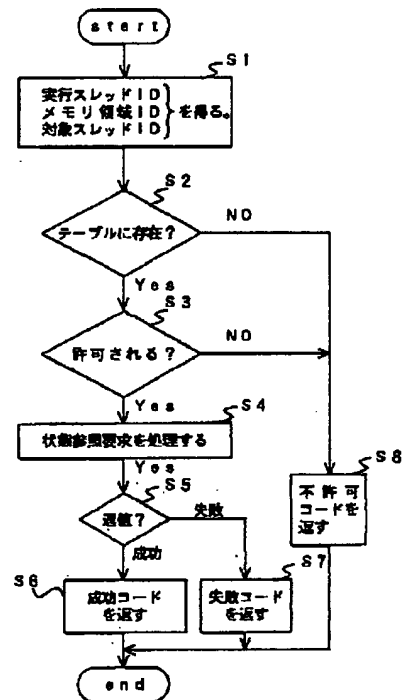 start
S1
実行スレッドID
メモリ領域ID
対象スレッドID
を得る。
S2
テーブルに存在?
NO
Yes
S3
許可される?
NO
Yes
S4
状態参照要求を処理する
Yes
S5
返値?
失敗
成功
S6
成功コード
を返す
S7
失敗コード
を返す
S8
不許可
コードを
返す
end